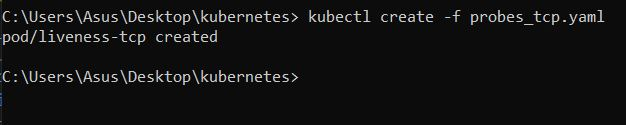 C:\Users\Asus\Desktop\kubernetes> kubectl create -f probes_tcp.yaml
pod/liveness-tcp created
C:\Users\Asus\Desktop\kubernetes>